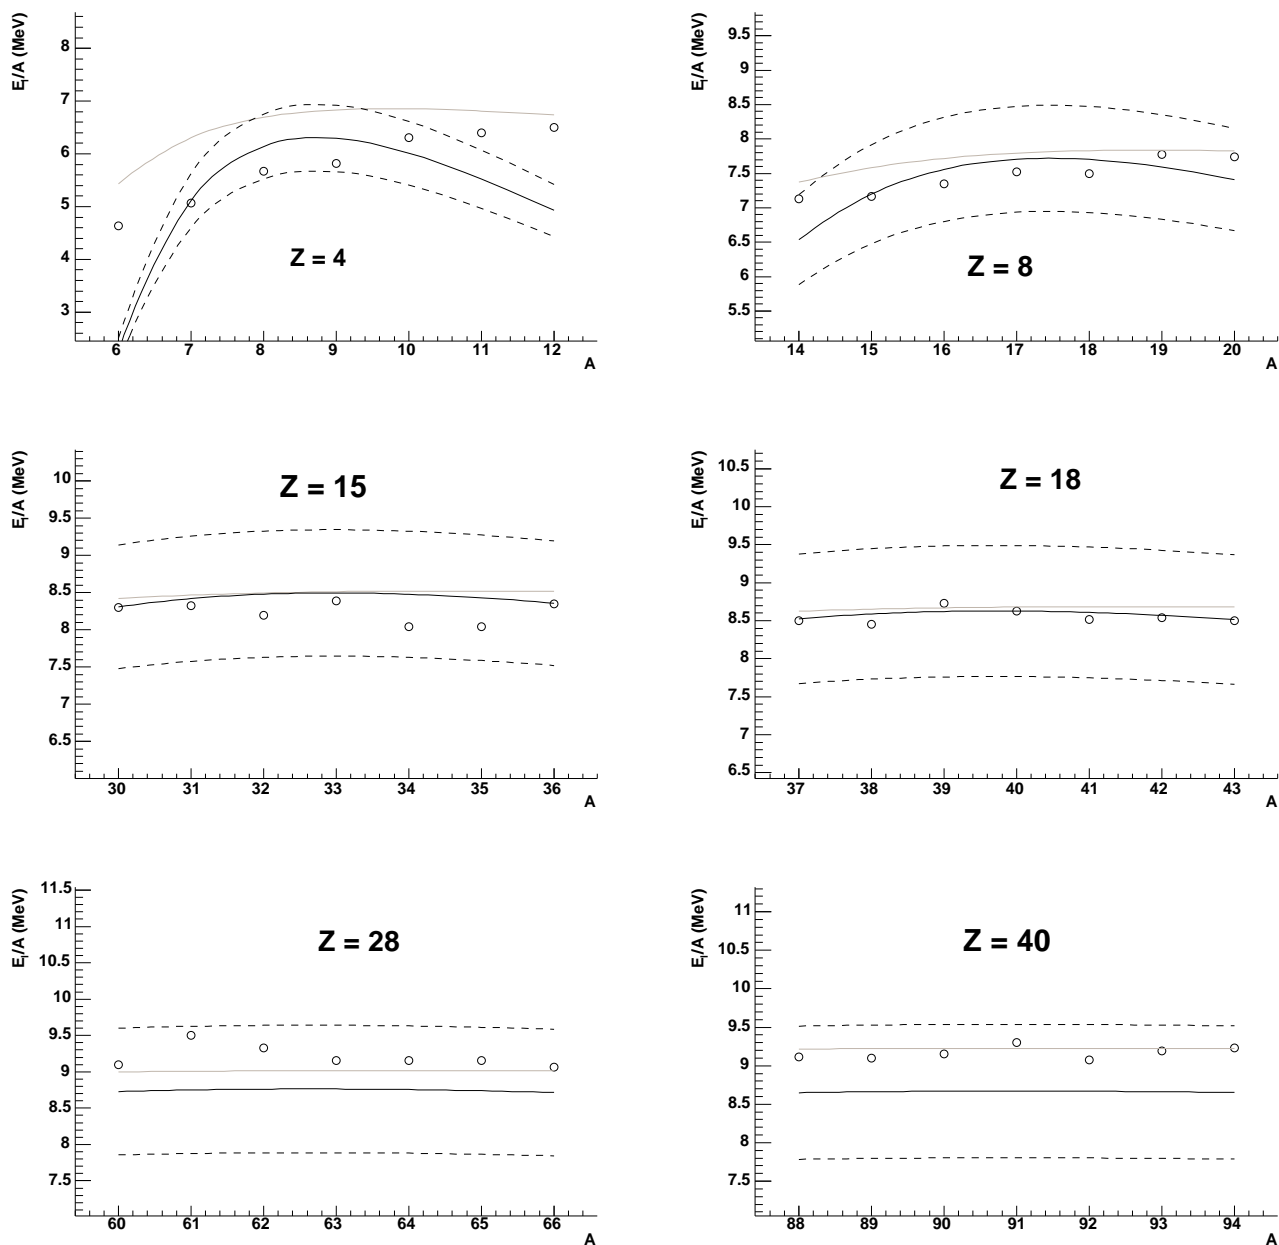 E_I/A (MeV)
8
7
6
5
4
3
Z = 4
6 7 8 9 10 11 12
A
E_I/A (MeV)
9.5
9
8.5
8
7.5
7
6.5
6
5.5
Z = 8
14 15 16 17 18 19 20
A
E_I/A (MeV)
10
9.5
9
8.5
8
7.5
7
6.5
Z = 15
30 31 32 33 34 35 36
A
E_I/A (MeV)
10.5
10
9.5
9
8.5
8
7.5
7
6.5
Z = 18
37 38 39 40 41 42 43
A
E_I/A (MeV)
11.5
11
10.5
10
9.5
9
8.5
8
7.5
Z = 28
60 61 62 63 64 65 66
A
E_I/A (MeV)
11
10.5
10
9.5
9
8.5
8
7.5
Z = 40
88 89 90 91 92 93 94
A